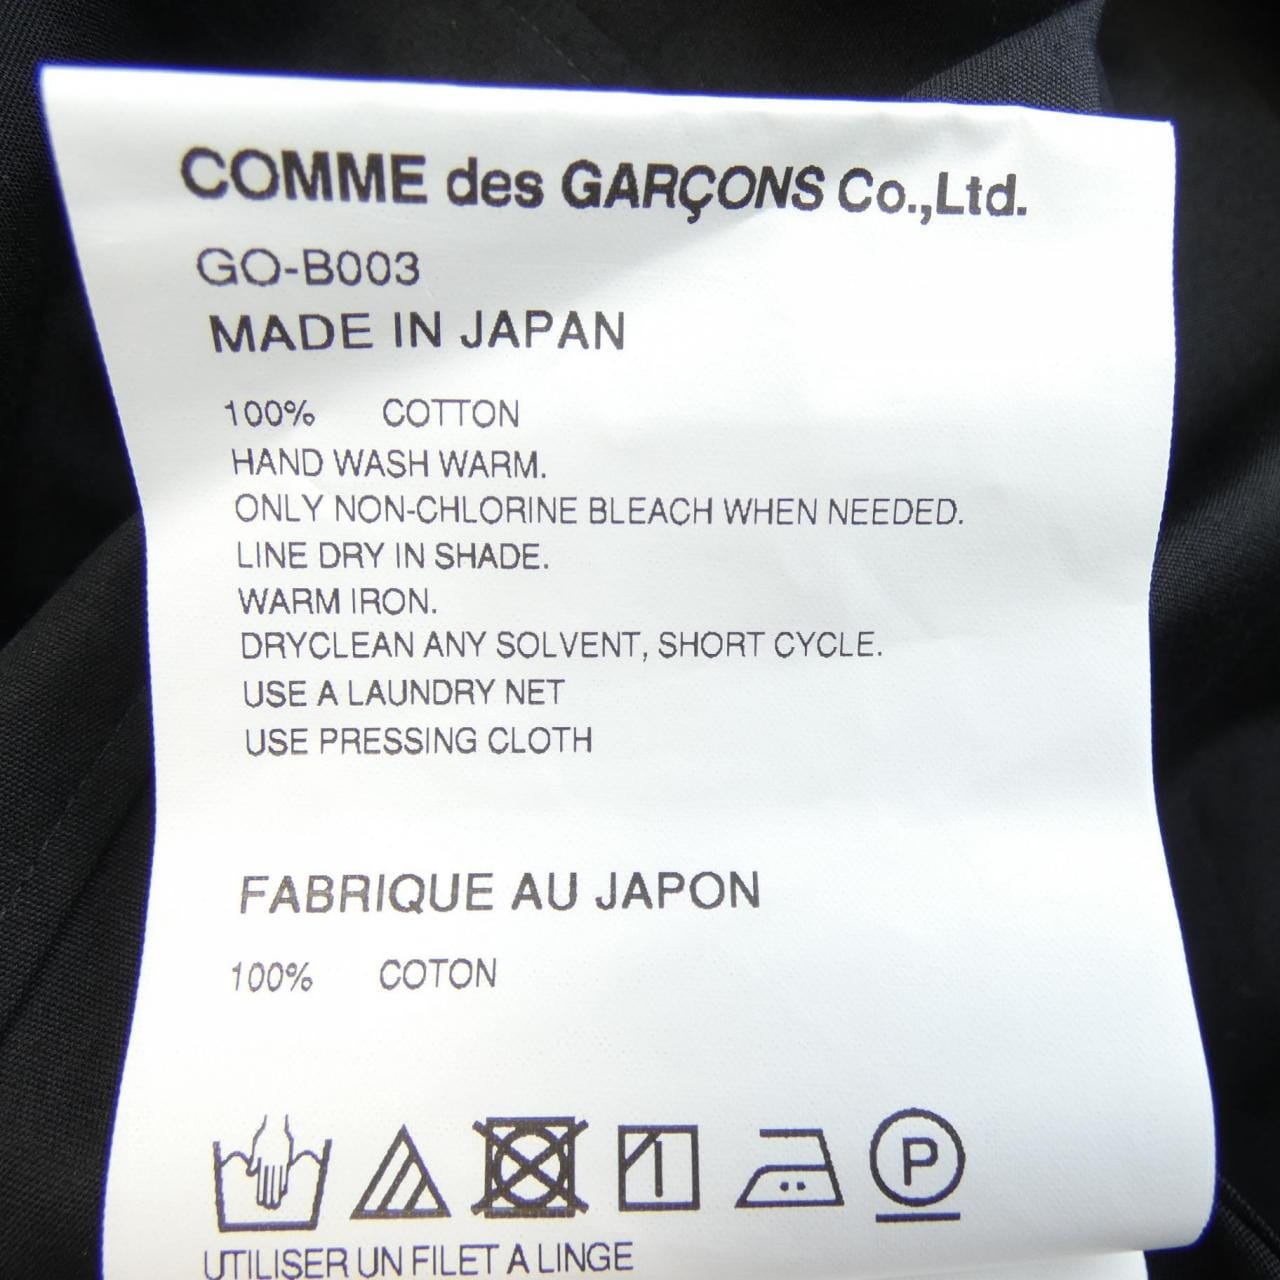 COMME des GARÇONS Co.,Ltd.
GO-B003
MADE IN JAPAN
100% COTTON
HAND WASH WARM.
ONLY NON-CHLORINE BLEACH WHEN NEEDED.
LINE DRY IN SHADE.
WARM IRON.
DRYCLEAN ANY SOLVENT, SHORT CYCLE.
USE A LAUNDRY NET
USE PRESSING CLOTH
FABRIQUE AU JAPON
100% COTON
P
UTILISER UN FILET A LINGE